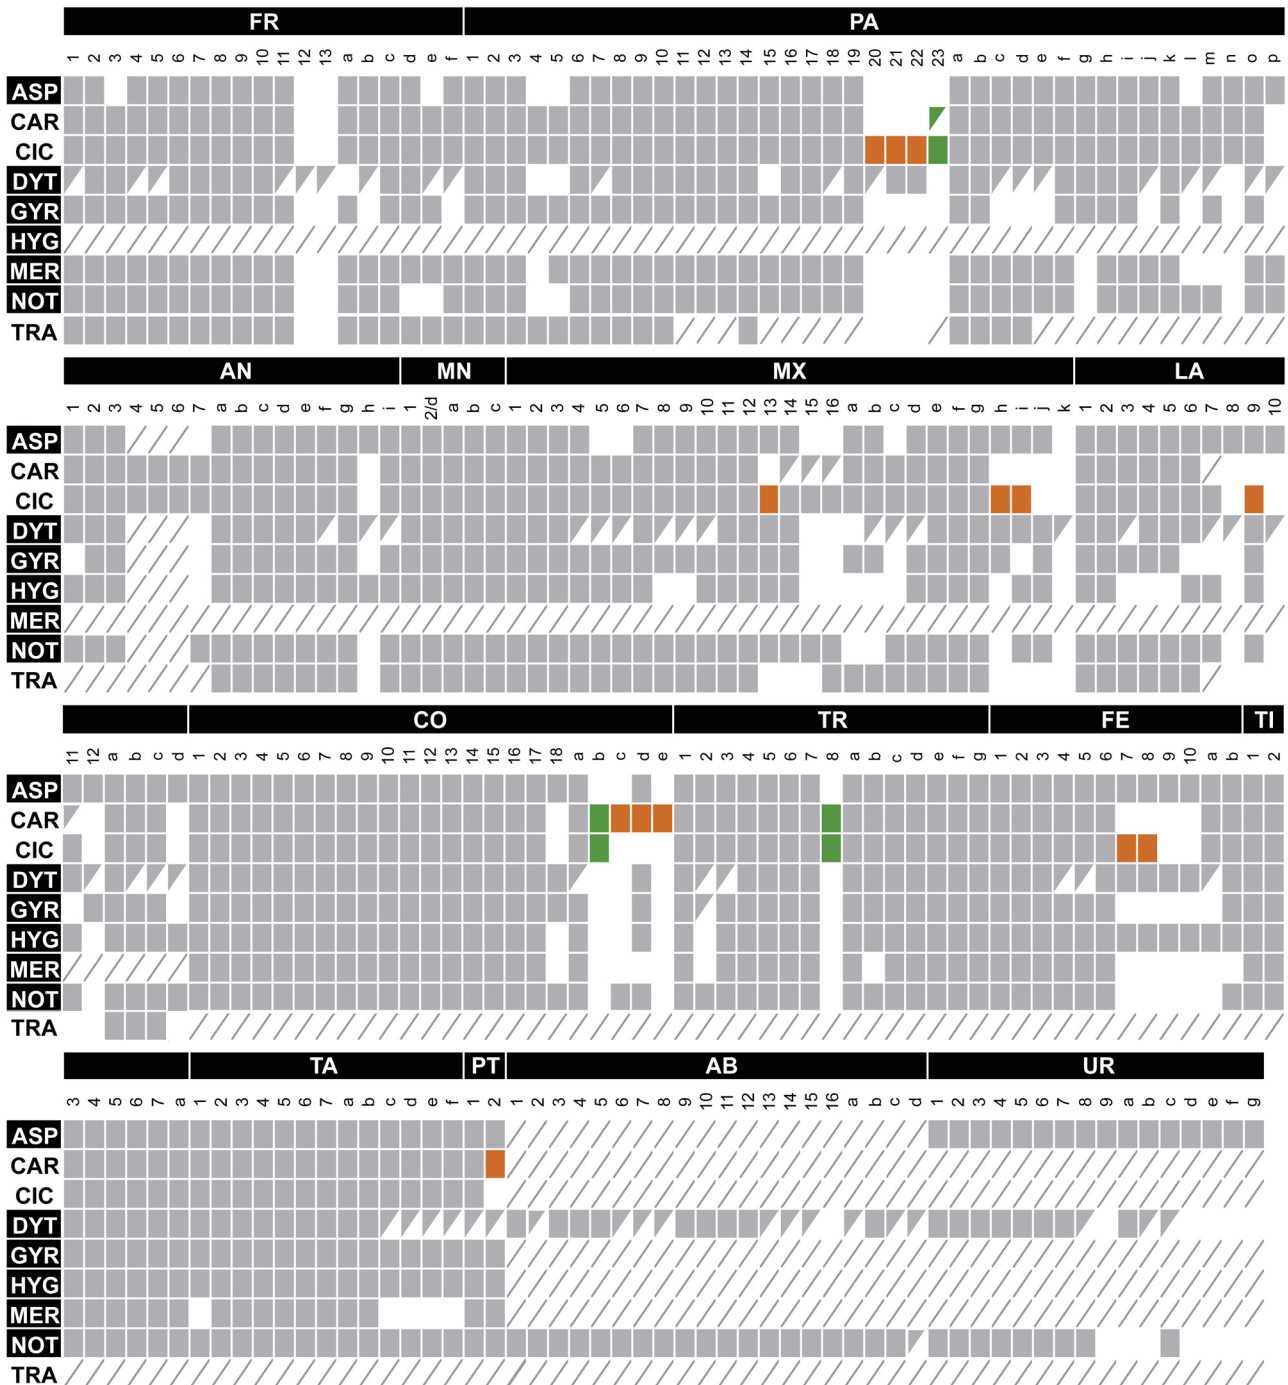 FR PA
1 2 3 4 5 6 7 8 9 10 11 12 13 a b c d e f 1 2 3 4 5 6 7 8 9 10 11 12 13 14 15 16 17 18 19 20 21 22 23 a b c d e f g h i j k l m n o p
ASP
CAR
CIC
DYT
GYR
HYG
MER
NOT
TRA
AN MN MX LA
1 2 3 4 5 6 7 a b c d e f g h i 1 2/d a b c 1 2 3 4 5 6 7 8 9 10 11 12 13 14 15 16 a b c d e f g h i j k 1 2 3 4 5 6 7 8 9 10
ASP
CAR
CIC
DYT
GYR
HYG
MER
NOT
TRA
CO TR FE TI
11 12 a b c d 1 2 3 4 5 6 7 8 9 10 11 12 13 14 15 16 17 18 a b c d e 1 2 3 4 5 6 7 8 a b c d e f g 1 2 3 4 5 6 7 8 9 10 a b 1 2
ASP
CAR
CIC
DYT
GYR
HYG
MER
NOT
TRA
TA PT AB UR
3 4 5 6 7 a 1 2 3 4 5 6 7 a b c d e f 1 2 1 2 3 4 5 6 7 8 9 10 11 12 13 14 15 16 a b c d 1 2 3 4 5 6 7 8 9 a b c d e f g
ASP
CAR
CIC
DYT
GYR
HYG
MER
NOT
TRA